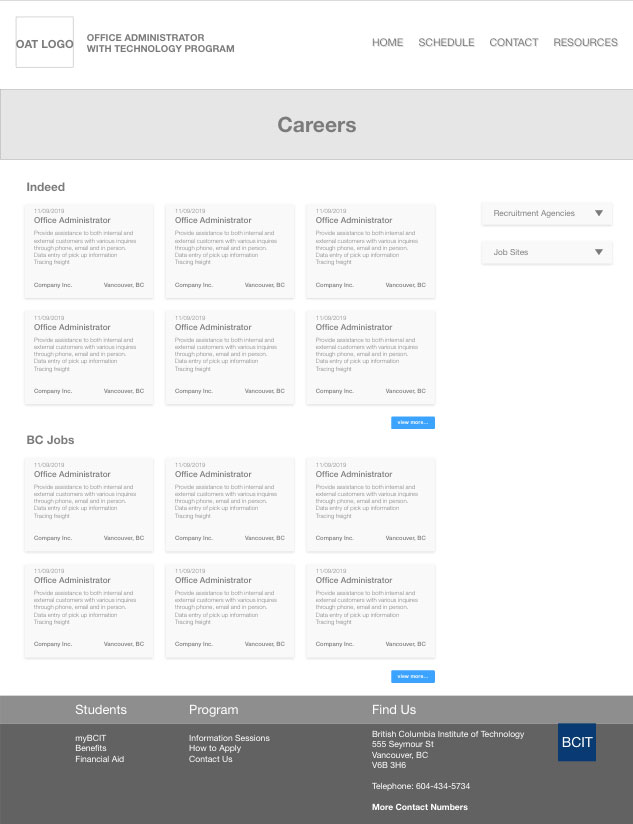 OAT LOGO
OFFICE ADMINISTRATOR
WITH TECHNOLOGY PROGRAM
HOME SCHEDULE CONTACT RESOURCES
Careers
Indeed
11/09/2019
Office Administrator
Provide assistance to both internal and
external customers with various inquires
through phone, email and in person.
Data entry of pick up information
Tracing freight
Company Inc. Vancouver, BC
11/09/2019
Office Administrator
Provide assistance to both internal and
external customers with various inquires
through phone, email and in person.
Data entry of pick up information
Tracing freight
Company Inc. Vancouver, BC
11/09/2019
Office Administrator
Provide assistance to both internal and
external customers with various inquires
through phone, email and in person.
Data entry of pick up information
Tracing freight
Company Inc. Vancouver, BC
11/09/2019
Office Administrator
Provide assistance to both internal and
external customers with various inquires
through phone, email and in person.
Data entry of pick up information
Tracing freight
Company Inc. Vancouver, BC
11/09/2019
Office Administrator
Provide assistance to both internal and
external customers with various inquires
through phone, email and in person.
Data entry of pick up information
Tracing freight
Company Inc. Vancouver, BC
11/09/2019
Office Administrator
Provide assistance to both internal and
external customers with various inquires
through phone, email and in person.
Data entry of pick up information
Tracing freight
Company Inc. Vancouver, BC
view more...
Recruitment Agencies
Job Sites
BC Jobs
11/09/2019
Office Administrator
Provide assistance to both internal and
external customers with various inquires
through phone, email and in person.
Data entry of pick up information
Tracing freight
Company Inc. Vancouver, BC
11/09/2019
Office Administrator
Provide assistance to both internal and
external customers with various inquires
through phone, email and in person.
Data entry of pick up information
Tracing freight
Company Inc. Vancouver, BC
11/09/2019
Office Administrator
Provide assistance to both internal and
external customers with various inquires
through phone, email and in person.
Data entry of pick up information
Tracing freight
Company Inc. Vancouver, BC
11/09/2019
Office Administrator
Provide assistance to both internal and
external customers with various inquires
through phone, email and in person.
Data entry of pick up information
Tracing freight
Company Inc. Vancouver, BC
11/09/2019
Office Administrator
Provide assistance to both internal and
external customers with various inquires
through phone, email and in person.
Data entry of pick up information
Tracing freight
Company Inc. Vancouver, BC
11/09/2019
Office Administrator
Provide assistance to both internal and
external customers with various inquires
through phone, email and in person.
Data entry of pick up information
Tracing freight
Company Inc. Vancouver, BC
view more...
Students
myBCIT
Benefits
Financial Aid
Program
Information Sessions
How to Apply
Contact Us
Find Us
British Columbia Institute of Technology
555 Seymour St
Vancouver, BC
V6B 3H6
Telephone: 604-434-5734
More Contact Numbers
BCIT